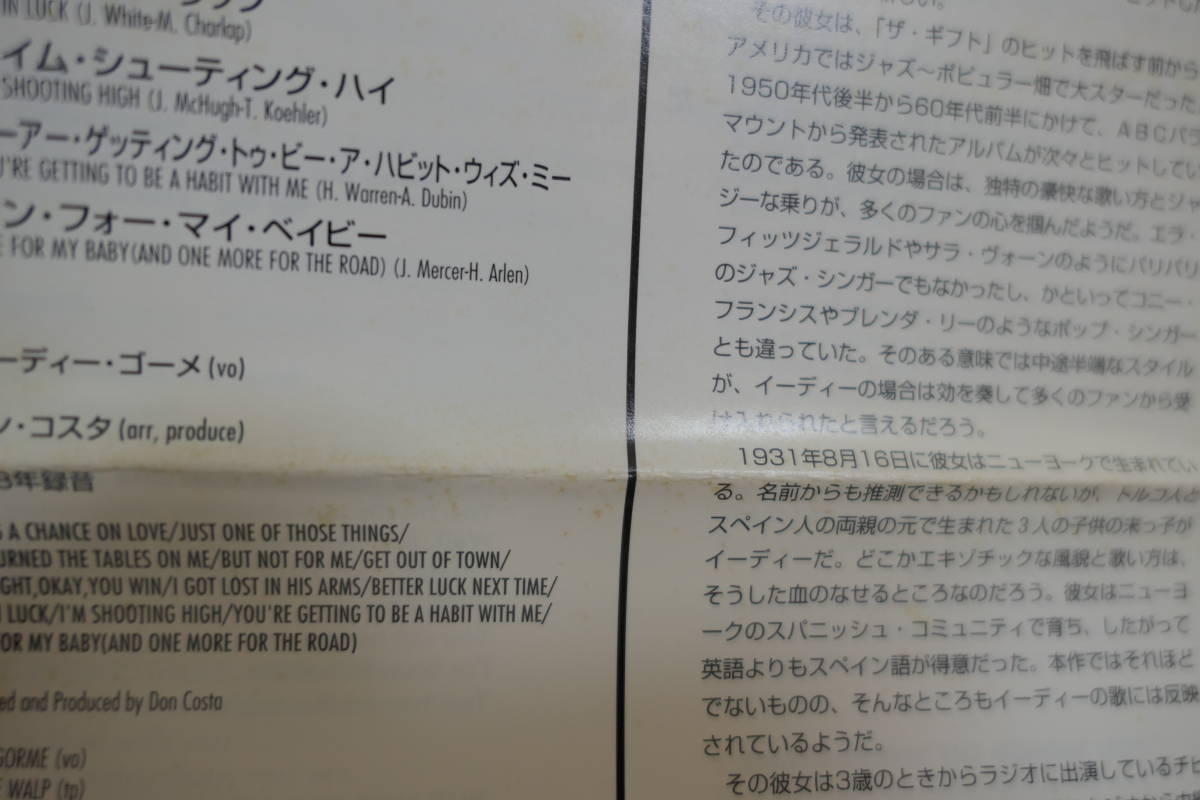 IN LUCK (J. White-M. Charlap)
イム・シューティング・ハイ
SHOOTING HIGH (J. McHugh-T. Koehler)
ーアー・ゲッティング・トゥ・ビー・ア・ハビット・ウィズ・ミー
U'RE GETTING TO BE A HABIT WITH ME (H. Warren-A. Dubin)
ン・フォー・マイ・ベイビー
E FOR MY BABY(AND ONE MORE FOR THE ROAD) (J. Mercer-H. Arlen)
ーディー・ゴーメ (vo)
ン・コスタ (arr, produce)
8年録音
G A CHANCE ON LOVE/JUST ONE OF THOSE THINGS/
URNED THE TABLES ON ME/BUT NOT FOR ME/GET OUT OF TOWN/
IGHT,OKAY,YOU WIN/I GOT LOST IN HIS ARMS/BETTER LUCK NEXT TIME/
N LUCK/I'M SHOOTING HIGH/YOU'RE GETTING TO BE A HABIT WITH ME/
FOR MY BABY(AND ONE MORE FOR THE ROAD)
ed and Produced by Don Costa
GORME (vo)
E WALP (tp)
その彼女は、「ザ・ギフト」のヒットを飛ばす前から
アメリカではジャズ〜ポピュラー畑で大スターだった。
1950年代後半から60年代前半にかけて、ABCパラ
マウントから発表されたアルバムが次々とヒットしてい
たのである。彼女の場合は、独特の豪快な歌い方とジャ
ジーな乗りが、多くのファンの心を掴んだようだ。エラ・
フィッツジェラルドやサラ・ヴォーンのようにバリバリ
のジャズ・シンガーでもなかったし、かといってコニー・
フランシスやブレンダ・リーのようなポップ・シンガー
とも違っていた。そのある意味では中途半端なスタイル
が、イーディーの場合は効を奏して多くのファンから受
け入れられたと言えるだろう。
1931年8月16日に彼女はニューヨークで生まれてい
る。名前からも推測できるかもしれないが、トルコ人と
スペイン人の両親の元で生まれた3人の子供の末っ子が
イーディーだ。どこかエキゾチックな風貌と歌い方は、
そうした血のなせるところなのだろう。彼女はニューヨ
ークのスパニッシュ・コミュニティで育ち、したがって
英語よりもスペイン語が得意だった。本作ではそれほど
でないものの、そんなところもイーディーの歌には反映
されているようだ。
その彼女は3歳のときからラジオに出演しているチビ